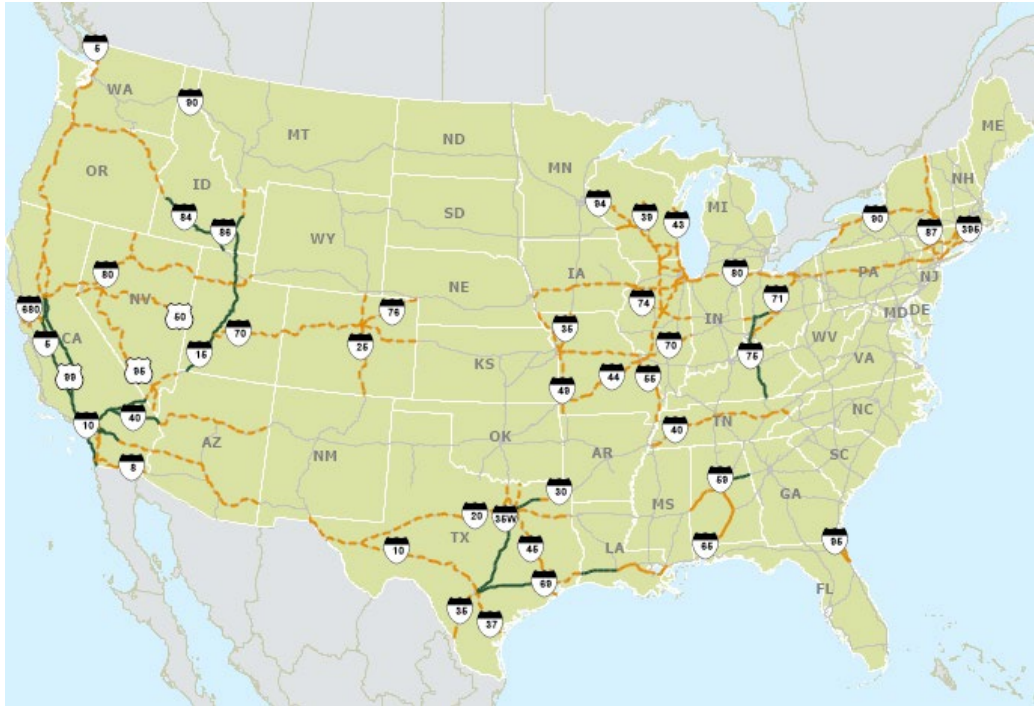 5
WA
90
MT
ND
ME
OR
ID
MN
94
39
43
MI
NH
90
87
395
84
86
SD
WY
80
NV
IA
80
PA
NJ
NE
74
71
680
50
76
IN
MD
DE
5
CA
15
70
25
35
70
75
WV
VA
99
95
KS
49
44
55
10
40
40
TN
NC
AZ
NM
OK
AR
SC
8
30
59
GA
MS
20
35W
TX
10
45
LA
65
95
69
FL
35
37